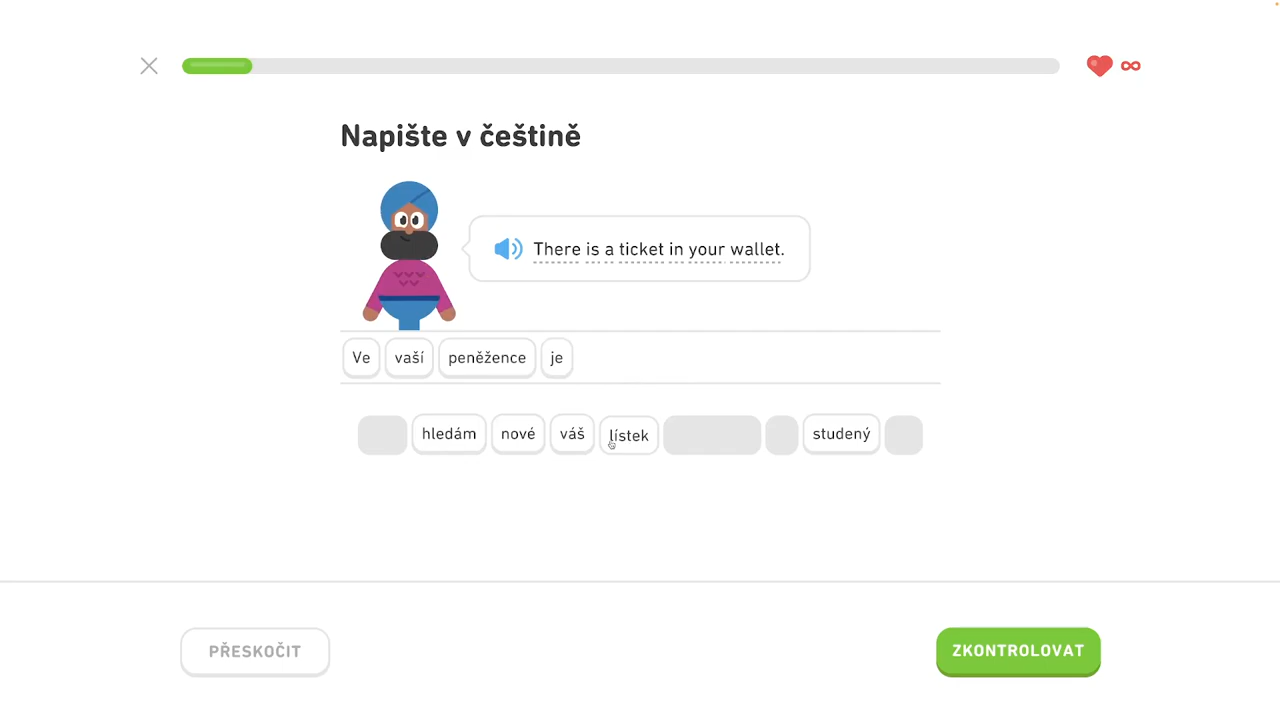 Napište v češtině
There is a ticket in your wallet.
Ve vaší peněžence je
hledám nové váš lístek studený
PŘESKOČIT ZKONTROLOVAT